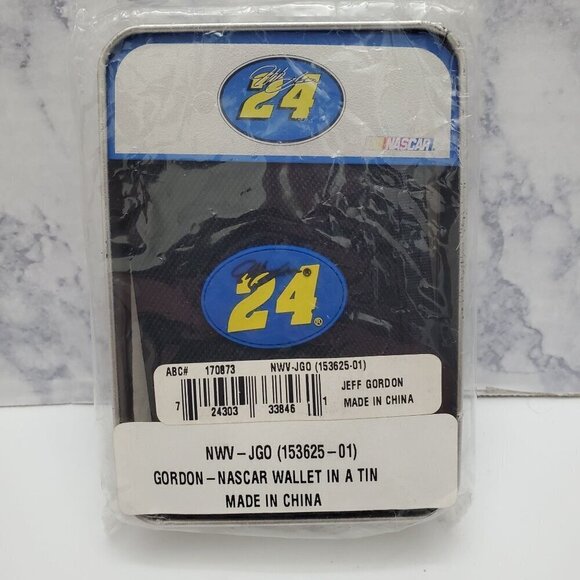 24
NASCAR
24
®
ABC# 170873 NWV-JGO (153625-01)
JEFF GORDON
7 24303 33846 1
MADE IN CHINA
NWV-JGO (153625-01)
GORDON-NASCAR WALLET IN A TIN
MADE IN CHINA